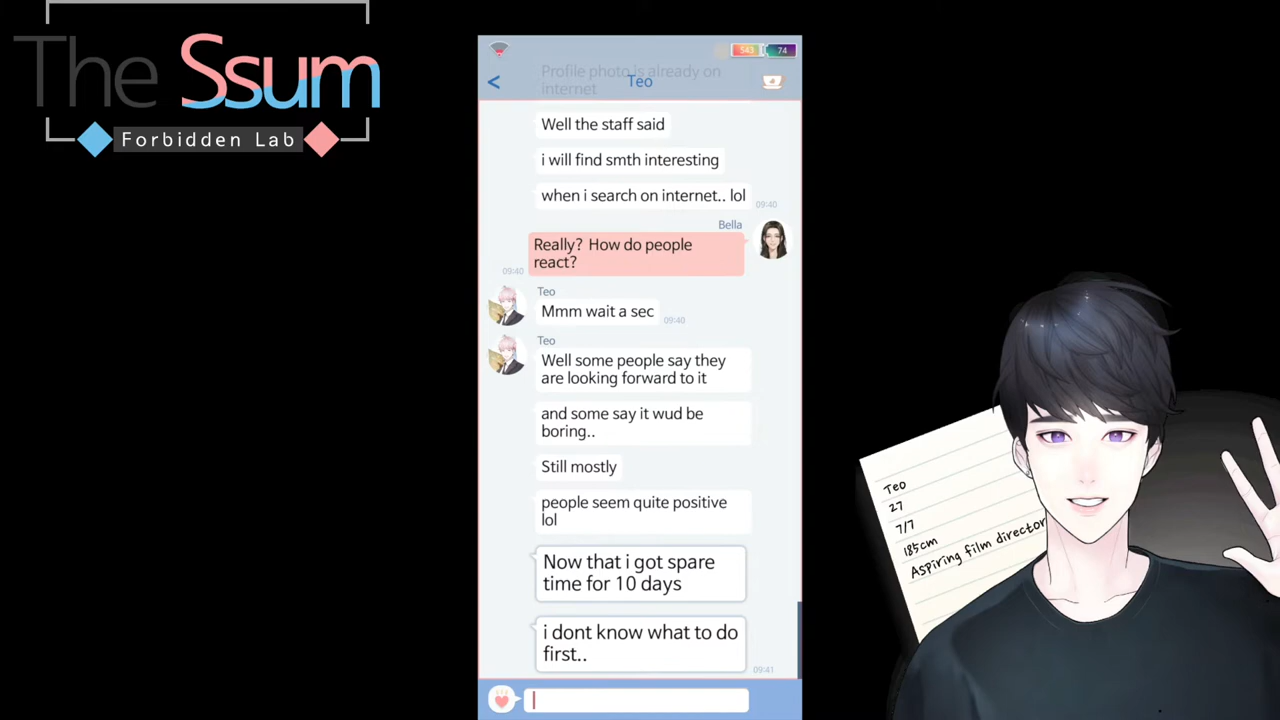 The Ssum
Forbidden Lab
543
74
Profile photo is already on
internet
Teo
Well the staff said
i will find smth interesting
when i search on internet.. lol
09:40
Bella
Really? How do people
react?
09:40
Teo
Mmm wait a sec
09:40
Teo
Well some people say they
are looking forward to it
and some say it wud be
boring..
Still mostly
people seem quite positive
lol
Now that i got spare
time for 10 days
i dont know what to do
first..
09:41
Teo
27
7/7
185cm
Aspiring film director